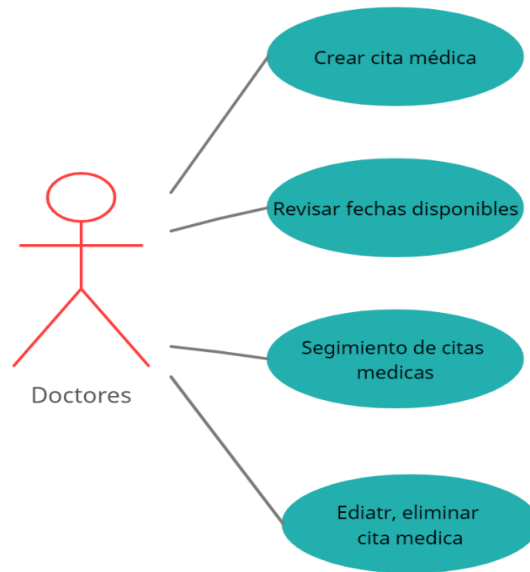 Crear cita médica
Revisar fechas disponibles
Segimiento de citas
medicas
Doctores
Ediatr, eliminar
cita medica